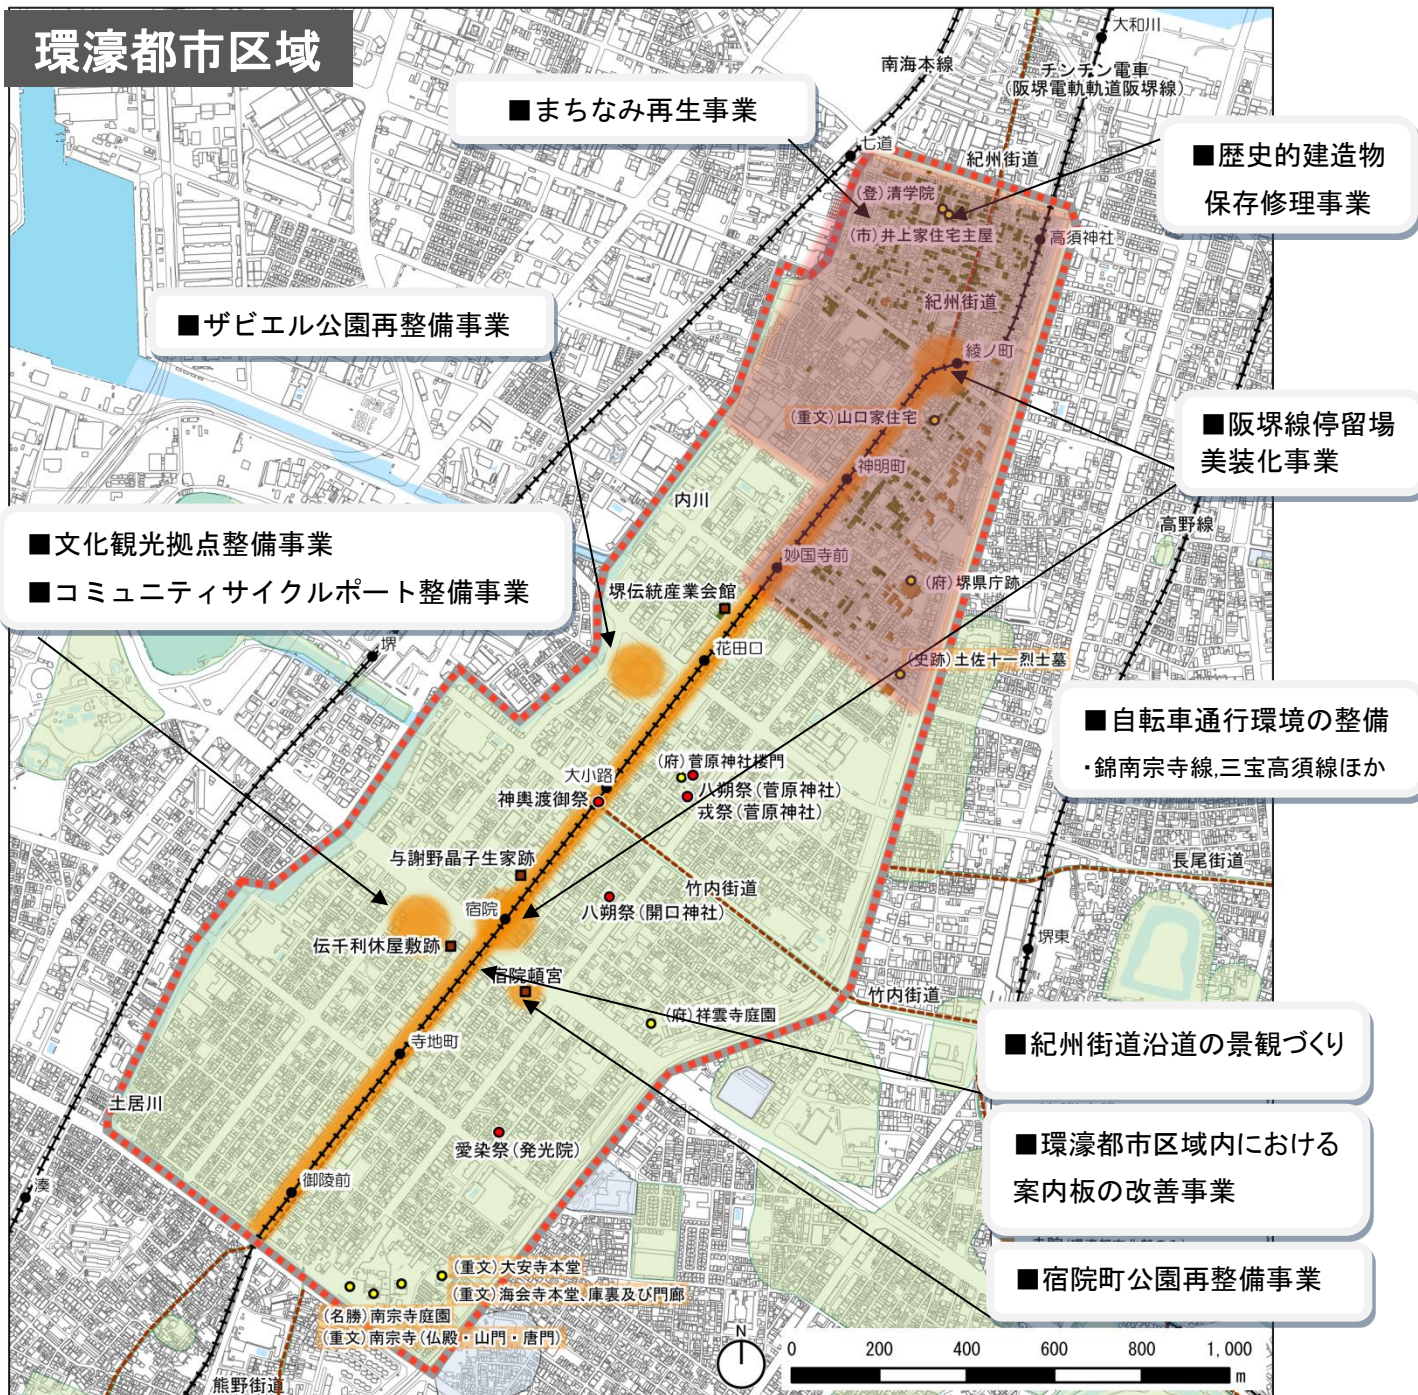 環濠都市区域
大和川
南海本線
チンチン電車
(阪堺電軌軌道阪堺線)
■まちなみ再生事業
七道
紀州街道
■歴史的建造物
保存修理事業
(登)清学院
(市)井上家住宅主屋
高須神社
紀州街道
■ザビエル公園再整備事業
綾ノ町
(重文)山口家住宅
■阪堺線停留場
美装化事業
神明町
内川
高野線
■文化観光拠点整備事業
■コミュニティサイクルポート整備事業
妙国寺前
(府)堺県庁跡
堺伝統産業会館
堺
花田口
(史跡)土佐十一烈士墓
■自転車通行環境の整備
・錦南宗寺線,三宝高須線ほか
(府)菅原神社楼門
大小路
神輿渡御祭
八朔祭(菅原神社)
戎祭(菅原神社)
与謝野晶子生家跡
長尾街道
竹内街道
宿院
八朔祭(開口神社)
伝千利休屋敷跡
堺東
宿院頓宮
竹内街道
(府)祥雲寺庭園
寺地町
■紀州街道沿道の景観づくり
土居川
■環濠都市区域内における
案内板の改善事業
愛染祭(発光院)
湊
御陵前
■宿院町公園再整備事業
(重文)大安寺本堂
(重文)海会寺本堂、庫裏及び門廊
(名勝)南宗寺庭園
(重文)南宗寺(仏殿・山門・唐門)
熊野街道
N
0 200 400 600 800 1,000
m